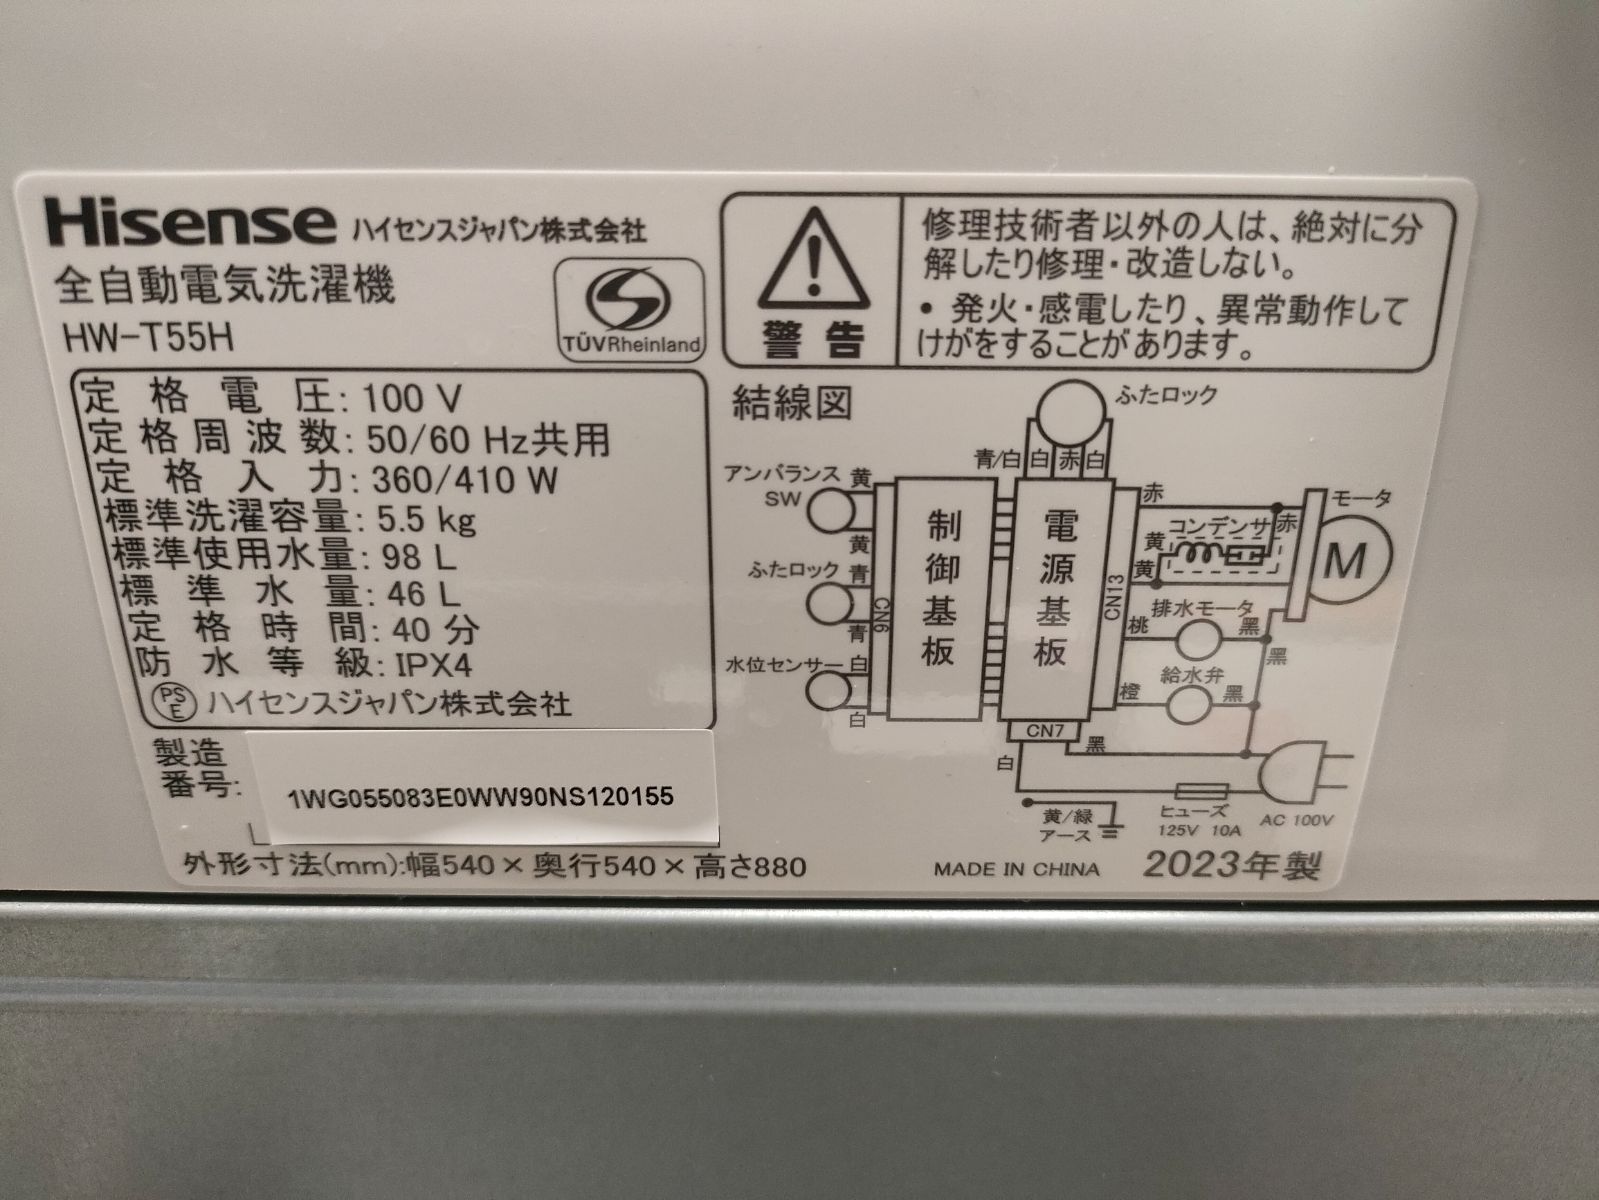 Hisense ハイセンスジャパン株式会社
全自動電気洗濯機
HW-T55H
TÜVRheinland
定格電圧: 100 V
定格周波数: 50/60 Hz共用
定格入力: 360/410 W
標準洗濯容量: 5.5 kg
標準使用水量: 98 L
標準水量: 46 L
定格時間: 40 分
防水等級: IPX4
PSE ハイセンスジャパン株式会社
製造番号: 1WG055083E0WW90NS120155
外形寸法(mm):幅540×奥行540×高さ880
警告
修理技術者以外の人は、絶対に分
解したり修理・改造しない。
・発火・感電したり、異常動作して
けがをすることがあります。
結線図
ふたロック
青/白 白 赤 白
アンバランス
SW
黄
黄
ふたロック
青
青
水位センサー
白
白
CN6
制御基板
電源基板
CN13
赤
コンデンサ
赤
黄
黄
モータ
M
排水モータ
桃
黒
黒
給水弁
橙
黒
CN7
黒
白
黄/緑
アース
ヒューズ
125V 10A
AC 100V
MADE IN CHINA
2023年製